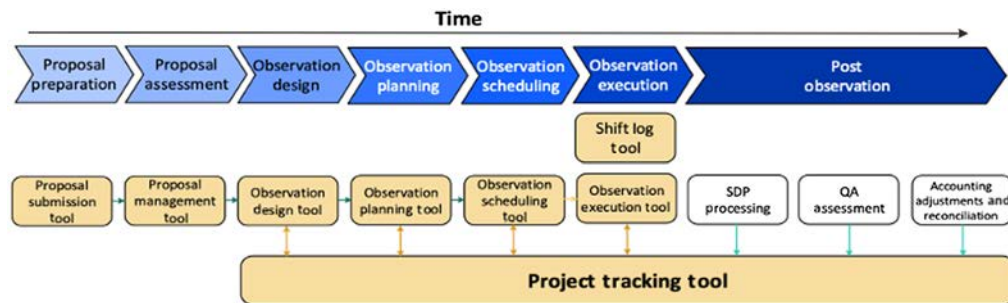 Time
Proposal
preparation
Proposal
assessment
Observation
design
Observation
planning
Observation
scheduling
Observation
execution
Post
observation
Shift log
tool
Proposal
submission
tool
Proposal
management
tool
Observation
design tool
Observation
planning tool
Observation
scheduling
tool
Observation
execution tool
SDP
processing
QA
assessment
Accounting
adjustments and
reconciliation
Project tracking tool